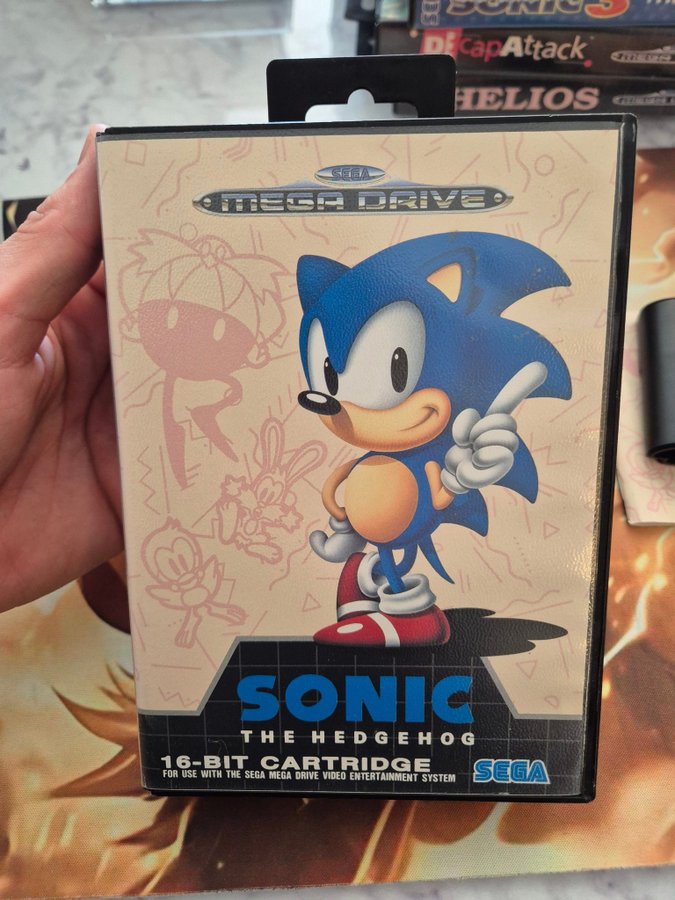 SONIC 3
DEcapAttack
HELIOS
SEGA
MEGA DRIVE
SONIC
THE HEDGEHOG
16-BIT CARTRIDGE
FOR USE WITH THE SEGA MEGA DRIVE VIDEO ENTERTAINMENT SYSTEM
SEGA